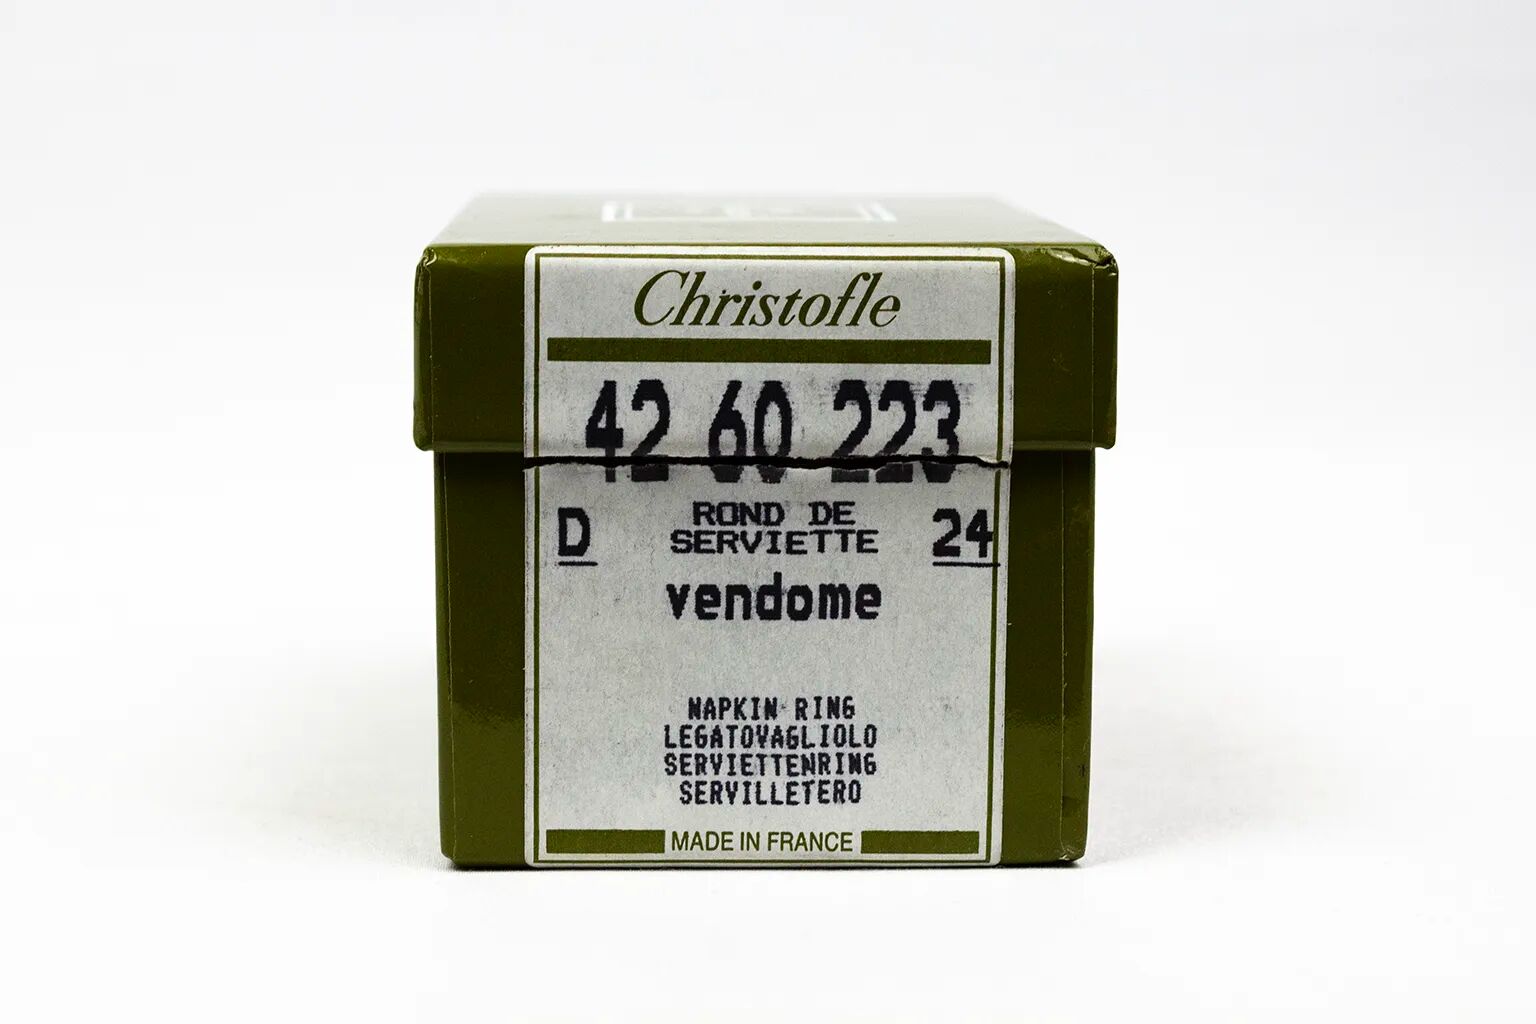 Christofle
42 60 223
D ROND DE 24
SERVIETTE
vendome
NAPKIN RING
LEGATOVAGLIOLO
SERVIETTENRING
SERVILLETERO
MADE IN FRANCE